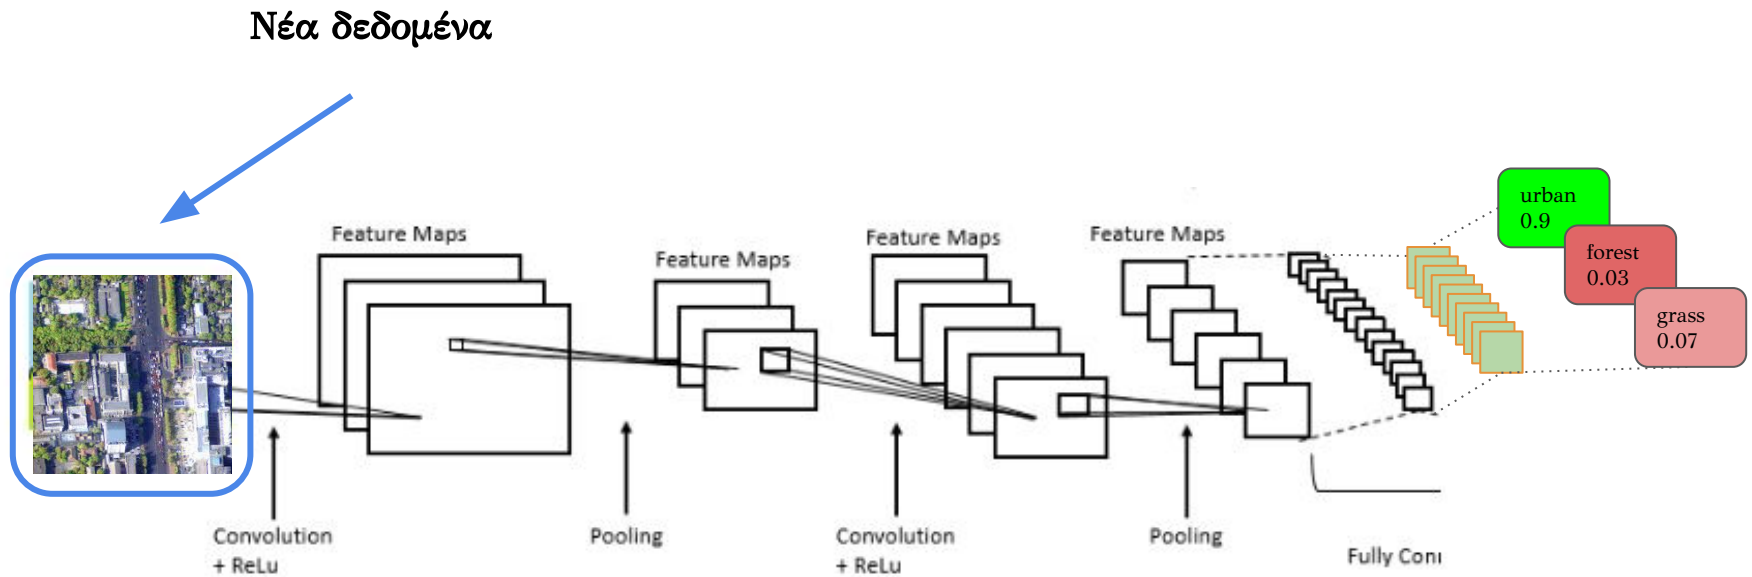 Νέα δεδομένα
Feature Maps
Feature Maps
Feature Maps
Feature Maps
urban
0.9
forest
0.03
grass
0.07
Convolution
+ ReLu
Pooling
Convolution
+ ReLu
Pooling
Fully Con